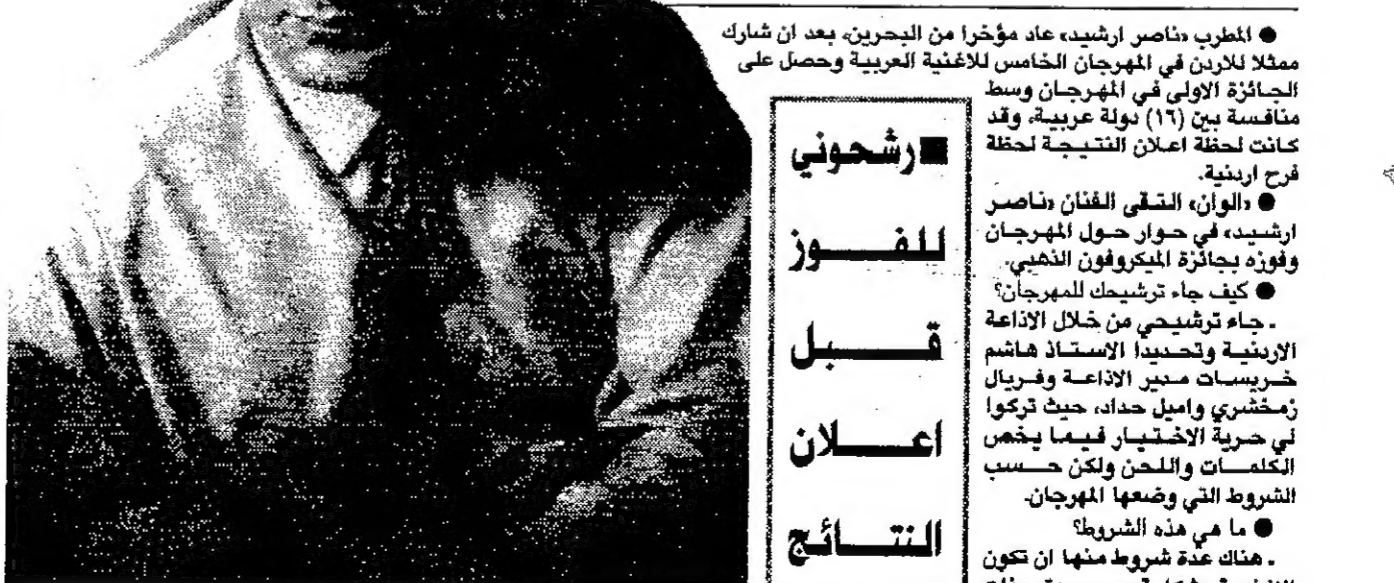 ● المطرب «ناصر ارشيد» عاد مؤخرا من البحرين، بعد ان شارك
ممثلا للاردن في المهرجان الخامس للاغنية العربية وحصل على
الجائزة الاولى في المهرجان وسط
منافسة بين (١٦) دولة عربية، وقد
كانت لحظة اعلان النتيجة لحظة
فرح اردنية.
● «الوان» التقى الفنان «ناصر
ارشيد» في حوار حول المهرجان
وفوزه بجائزة الميكروفون الذهبي.
● كيف جاء ترشيحك للمهرجان؟
- جاء ترشيحي من خلال الاذاعة
الاردنية وتحديدا الاستاذ هاشم
خريسات مدير الاذاعة وفريال
زمخشري واميل حداد، حيث تركوا
لي حرية الاختيار فيما يخص
الكلمات واللحن ولكن حسب
الشروط التي وضعها المهرجان.
● ما هي هذه الشروط؟
- هناك عدة شروط منها ان تكون
■ رشحوني
للفوز
قبل
اعلان
النتائج